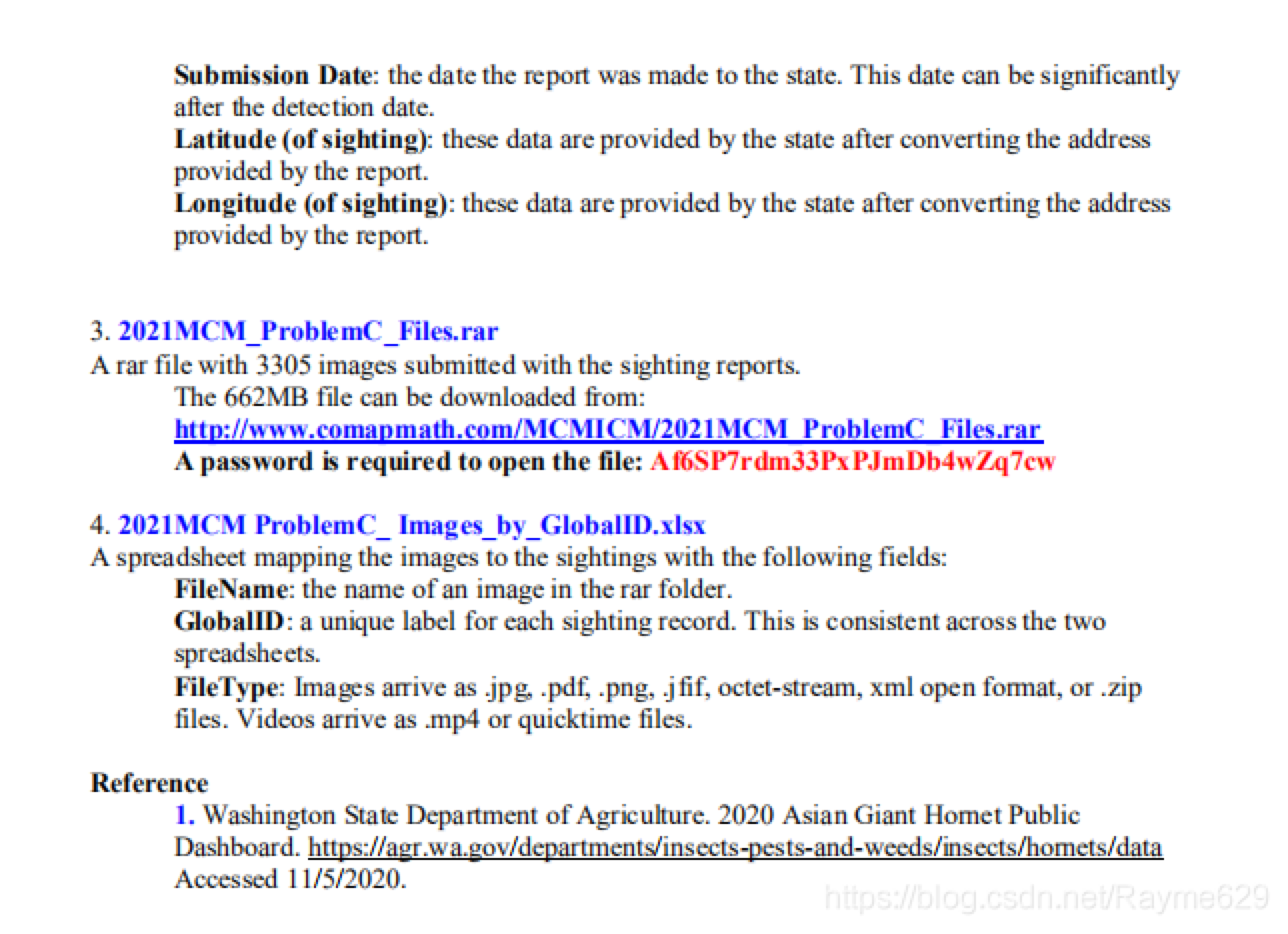 Submission Date: the date the report was made to the state. This date can be significantly
after the detection date.
Latitude (of sighting): these data are provided by the state after converting the address
provided by the report.
Longitude (of sighting): these data are provided by the state after converting the address
provided by the report.
3. 2021MCM_ProblemC_Files.rar
A rar file with 3305 images submitted with the sighting reports.
The 662MB file can be downloaded from:
http://www.comapmath.com/MCMICM/2021MCM_ProblemC_Files.rar
A password is required to open the file: Af6SP7rdm33PxPJmDb4wZq7cw
4. 2021MCM ProblemC_ Images_by_GlobalID.xlsx
A spreadsheet mapping the images to the sightings with the following fields:
FileName: the name of an image in the rar folder.
GlobalID: a unique label for each sighting record. This is consistent across the two
spreadsheets.
FileType: Images arrive as .jpg, .pdf, .png, .jfif, octet-stream, xml open format, or .zip
files. Videos arrive as .mp4 or quicktime files.
Reference
1. Washington State Department of Agriculture. 2020 Asian Giant Hornet Public
Dashboard. https://agr.wa.gov/departments/insects-pests-and-weeds/insects/hornets/data
Accessed 11/5/2020.
https://blog.csdn.net/Rayme629